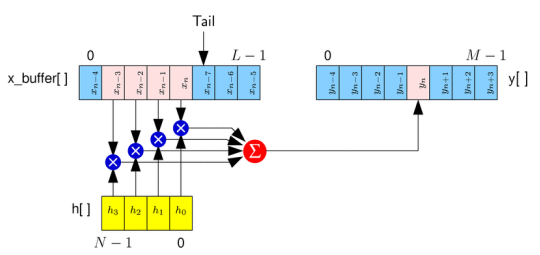 Tail
0 L − 1 0 M − 1
x_buffer[ ] x_{n−4} x_{n−3} x_{n−2} x_{n−1} x_n x_{n−7} x_{n−6} x_{n−5} y_{n−4} y_{n−3} y_{n−2} y_{n−1} y_n y_{n+1} y_{n+2} y_{n+3} y[ ]
× × × × Σ
h[ ] h_3 h_2 h_1 h_0
N − 1 0